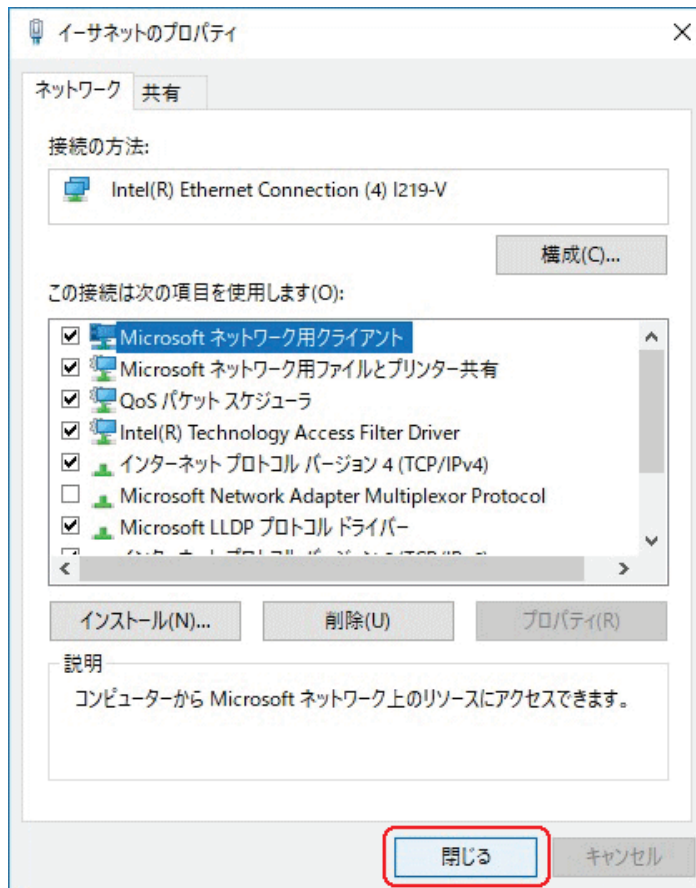 イーサネットのプロパティ
ネットワーク 共有
接続の方法:
Intel(R) Ethernet Connection (4) I219-V
構成(C)...
この接続は次の項目を使用します(O):
Microsoft ネットワーク用クライアント
Microsoft ネットワーク用ファイルとプリンター共有
QoS パケット スケジューラ
Intel(R) Technology Access Filter Driver
インターネット プロトコル バージョン 4 (TCP/IPv4)
Microsoft Network Adapter Multiplexor Protocol
Microsoft LLDP プロトコル ドライバー
インストール(N)... 削除(U) プロパティ(R)
説明
コンピューターから Microsoft ネットワーク上のリソースにアクセスできます。
閉じる キャンセル